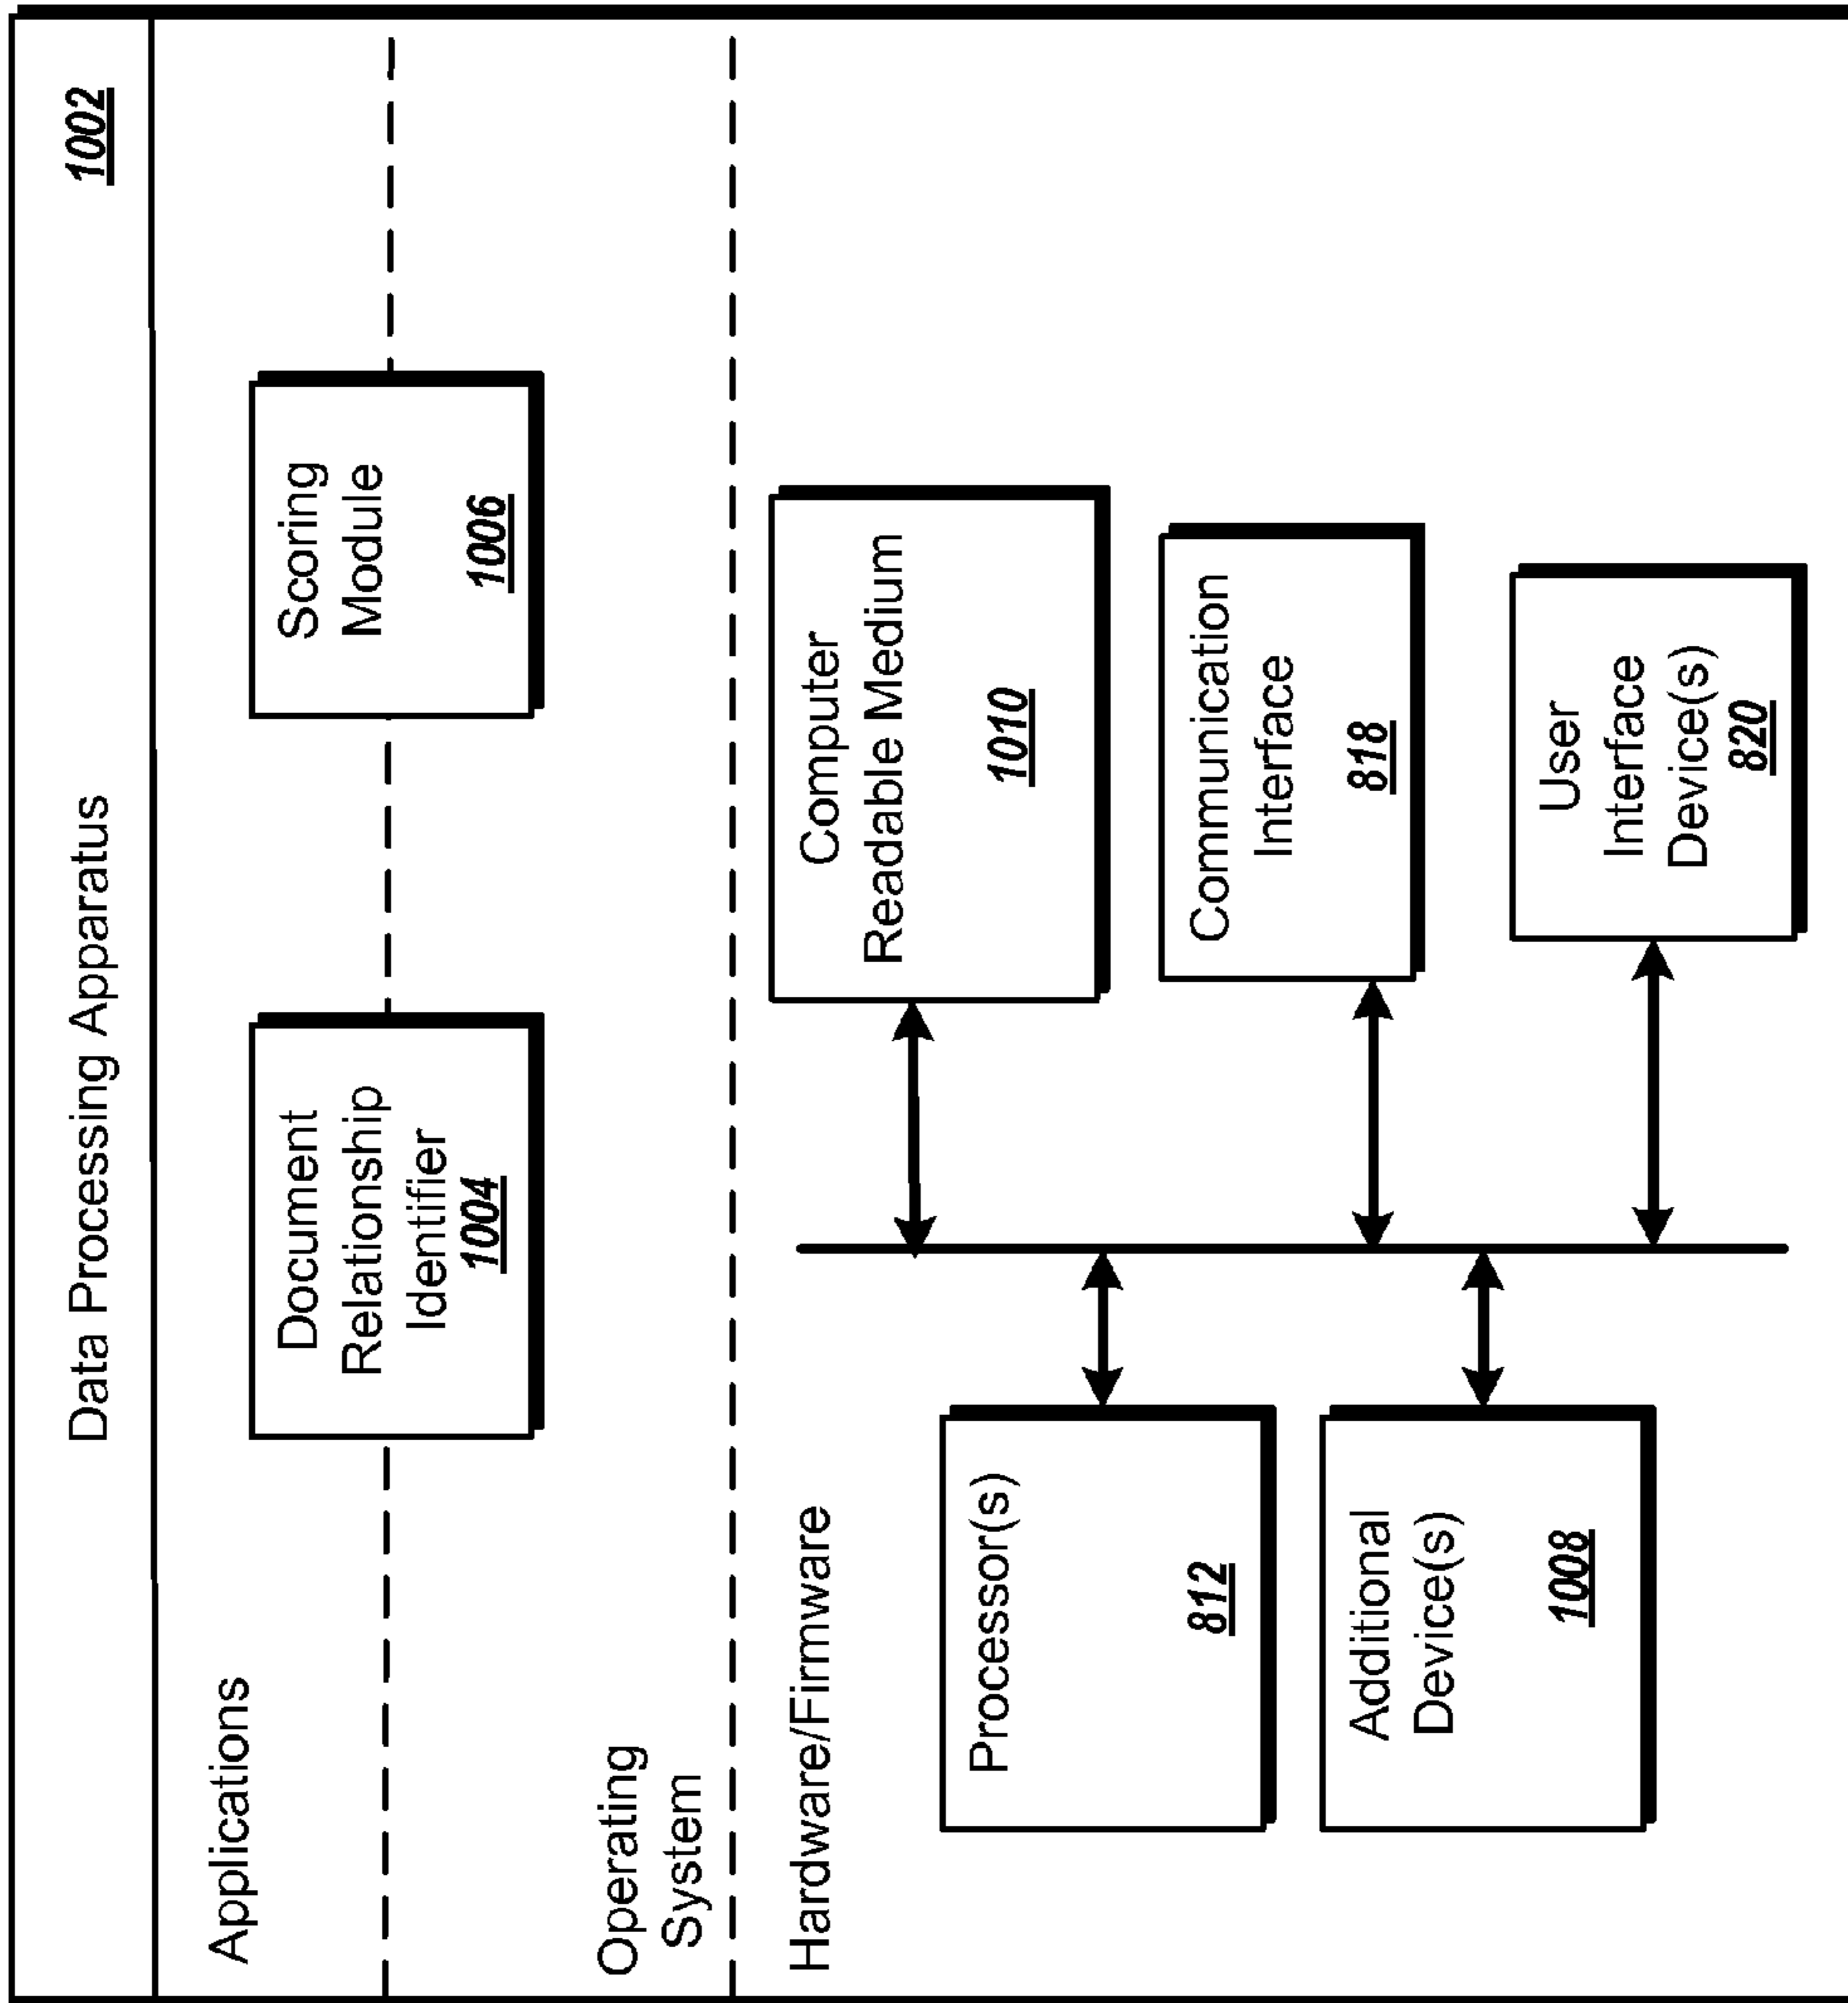 Data Processing Apparatus
1002
Applications
Document
Relationship
Identifier
1004
Scoring
Module
1006
Operating
System
Hardware/Firmware
Processor(s)
812
Additional
Device(s)
1008
Computer
Readable Medium
1010
Communication
Interface
818
User
Interface
Device(s)
820